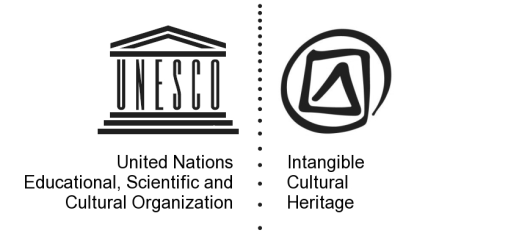 UNESCO
United Nations
Educational, Scientific and
Cultural Organization
Intangible
Cultural
Heritage